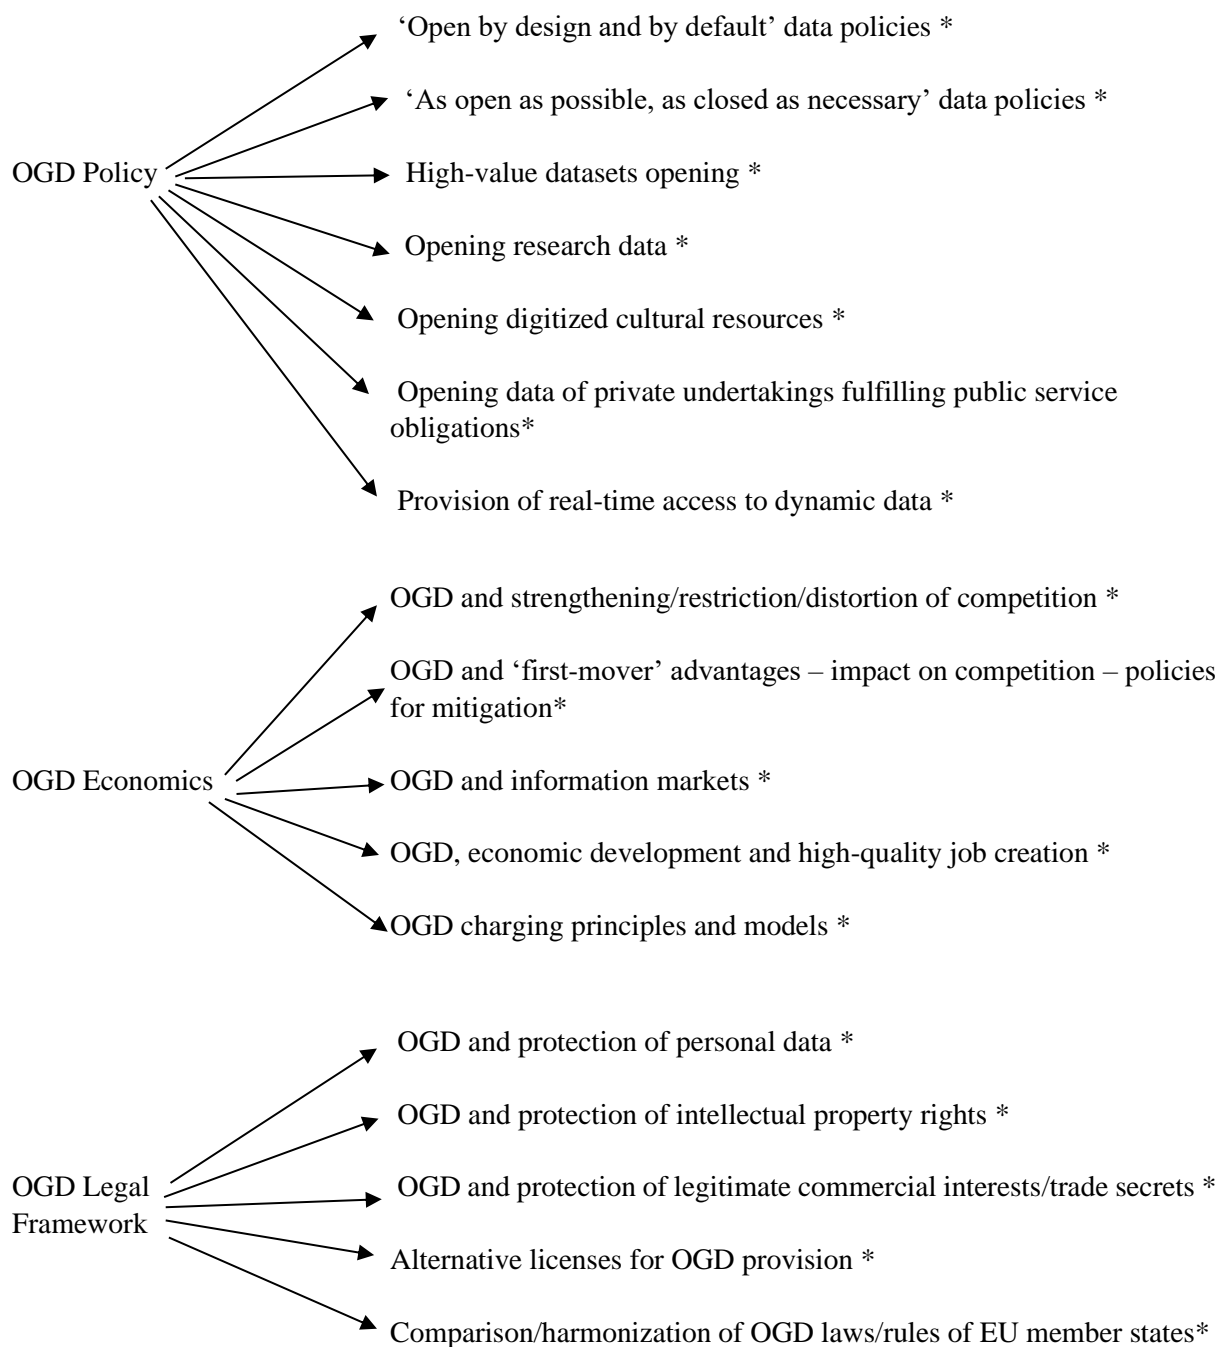 ‘Open by design and by default’ data policies *
‘As open as possible, as closed as necessary’ data policies *
OGD Policy
High-value datasets opening *
Opening research data *
Opening digitized cultural resources *
Opening data of private undertakings fulfilling public service
obligations*
Provision of real-time access to dynamic data *
OGD and strengthening/restriction/distortion of competition *
OGD and ‘first-mover’ advantages – impact on competition – policies
for mitigation*
OGD Economics
OGD and information markets *
OGD, economic development and high-quality job creation *
OGD charging principles and models *
OGD and protection of personal data *
OGD and protection of intellectual property rights *
OGD Legal
Framework
OGD and protection of legitimate commercial interests/trade secrets *
Alternative licenses for OGD provision *
Comparison/harmonization of OGD laws/rules of EU member states*